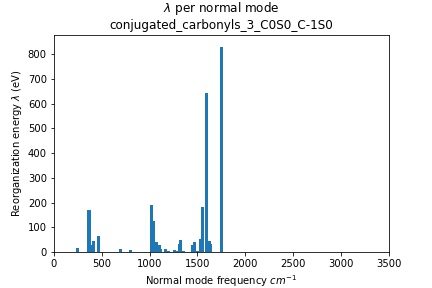 λ per normal mode
conjugated_carbonyls_3_C0S0_C-1S0
Reorganization energy λ (eV)
800
700
600
500
400
300
200
100
0
0 500 1000 1500 2000 2500 3000 3500
Normal mode frequency cm⁻¹